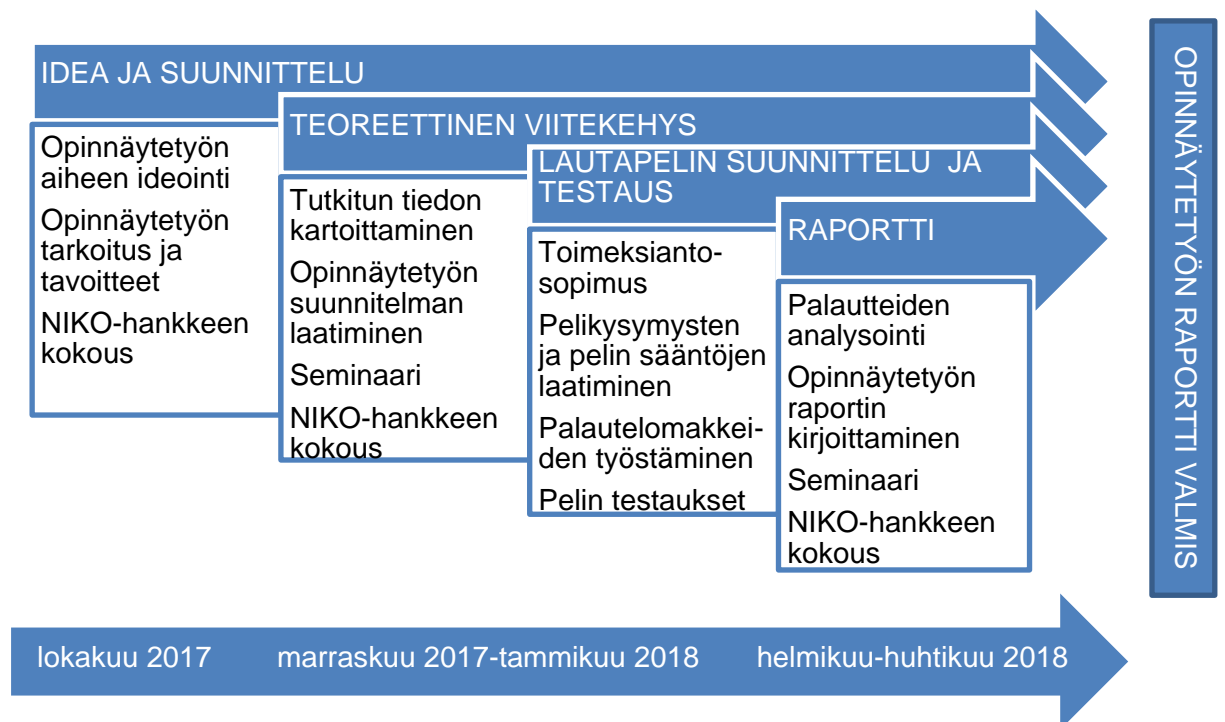 IDEA JA SUUNNITTELU
Opinnäytetyön
aiheen ideointi
Opinnäytetyön
tarkoitus ja
tavoitteet
NIKO-hankkeen
kokous
TEOREETTINEN VIITEKEHYS
Tutkitun tiedon
kartoittaminen
Opinnäytetyön
suunnitelman
laatiminen
Seminaari
NIKO-hankkeen
kokous
LAUTAPELIN SUUNNITTELU JA
TESTAUS
Toimeksianto-
sopimus
Pelikysymysten
ja pelin sääntöjen
laatiminen
Palautelomakkei-
den työstäminen
Pelin testaukset
RAPORTTI
Palautteiden
analysointi
Opinnäytetyön
raportin
kirjoittaminen
Seminaari
NIKO-hankkeen
kokous
OPINNÄYTETYÖN RAPORTTI VALMIS
lokakuu 2017
marraskuu 2017-tammikuu 2018
helmikuu-huhtikuu 2018